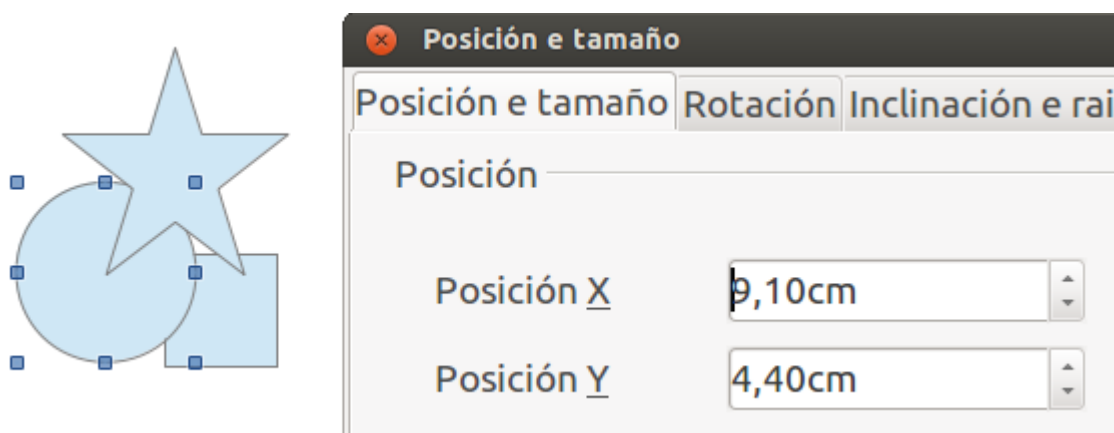 Posición e tamaño
Posición e tamaño Rotación Inclinación e rai
Posición
Posición X 9,10cm
Posición Y 4,40cm